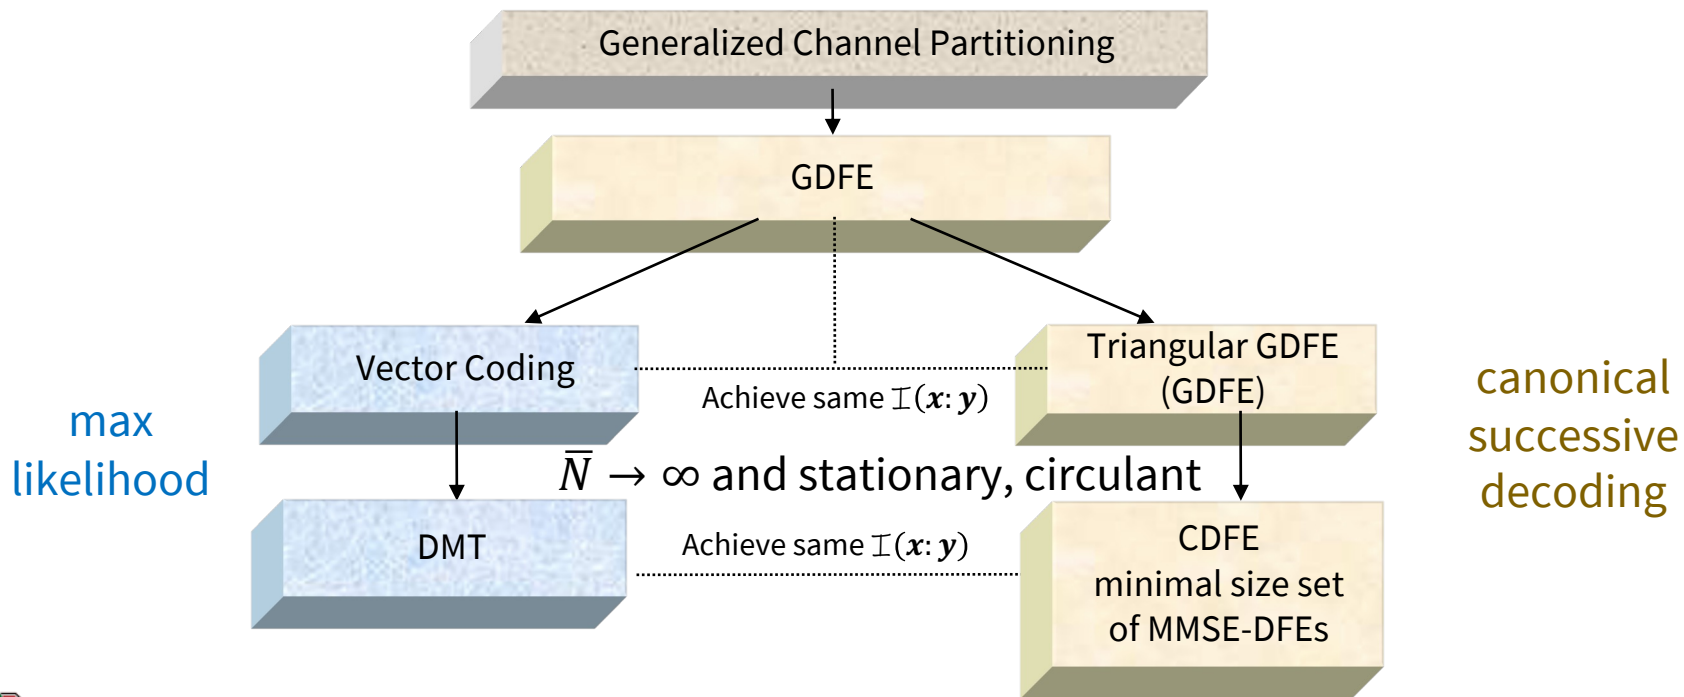 Generalized Channel Partitioning
GDFE
Vector Coding
Triangular GDFE
(GDFE)
Achieve same 𝕀(𝒙: 𝒚)
max
likelihood
canonical
successive
decoding
N̅ → ∞ and stationary, circulant
DMT
Achieve same 𝕀(𝒙: 𝒚)
CDFE
minimal size set
of MMSE-DFEs